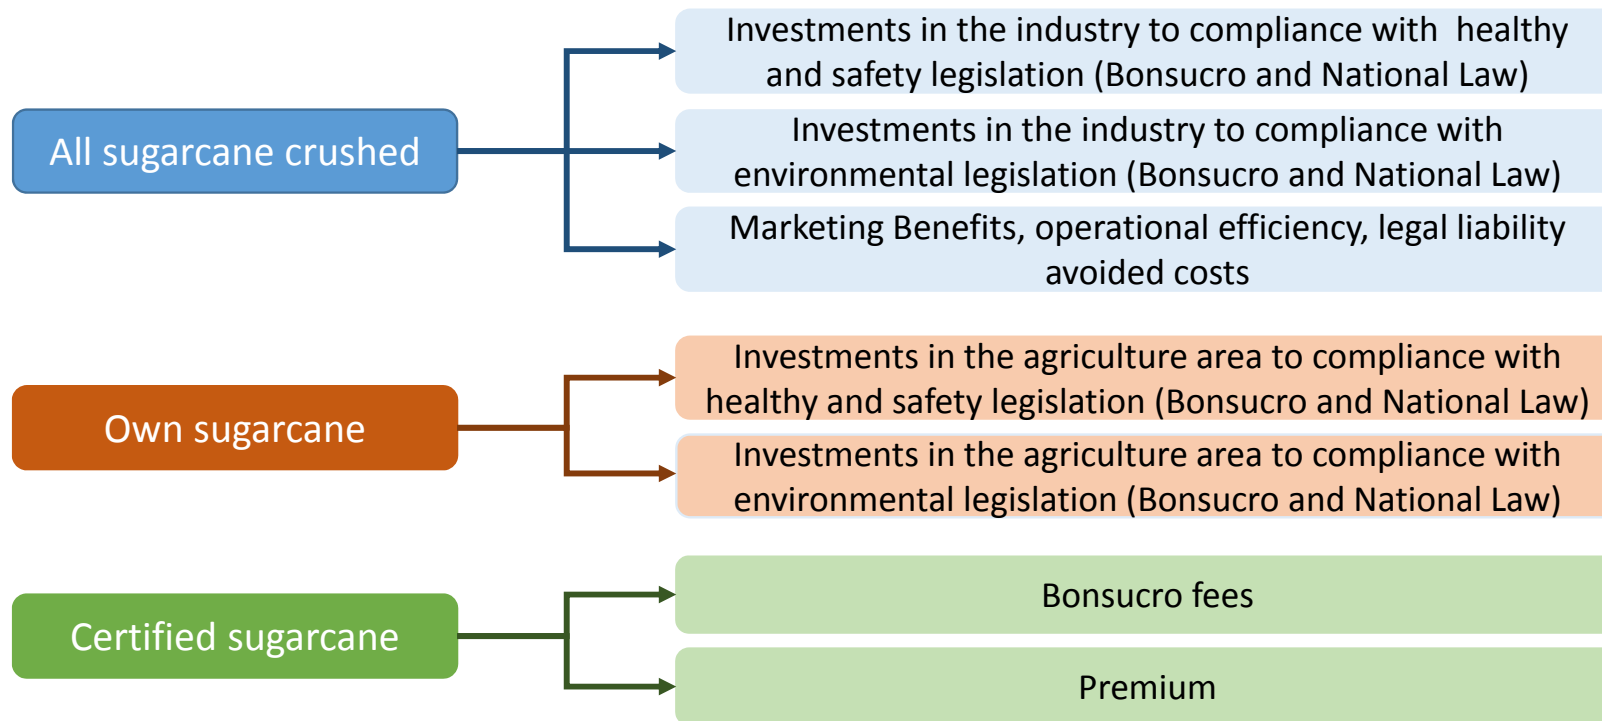 All sugarcane crushed
Investments in the industry to compliance with  healthy
and safety legislation (Bonsucro and National Law)
Investments in the industry to compliance with
environmental legislation (Bonsucro and National Law)
Marketing Benefits, operational efficiency, legal liability
avoided costs
Own sugarcane
Investments in the agriculture area to compliance with
healthy and safety legislation (Bonsucro and National Law)
Investments in the agriculture area to compliance with
environmental legislation (Bonsucro and National Law)
Certified sugarcane
Bonsucro fees
Premium